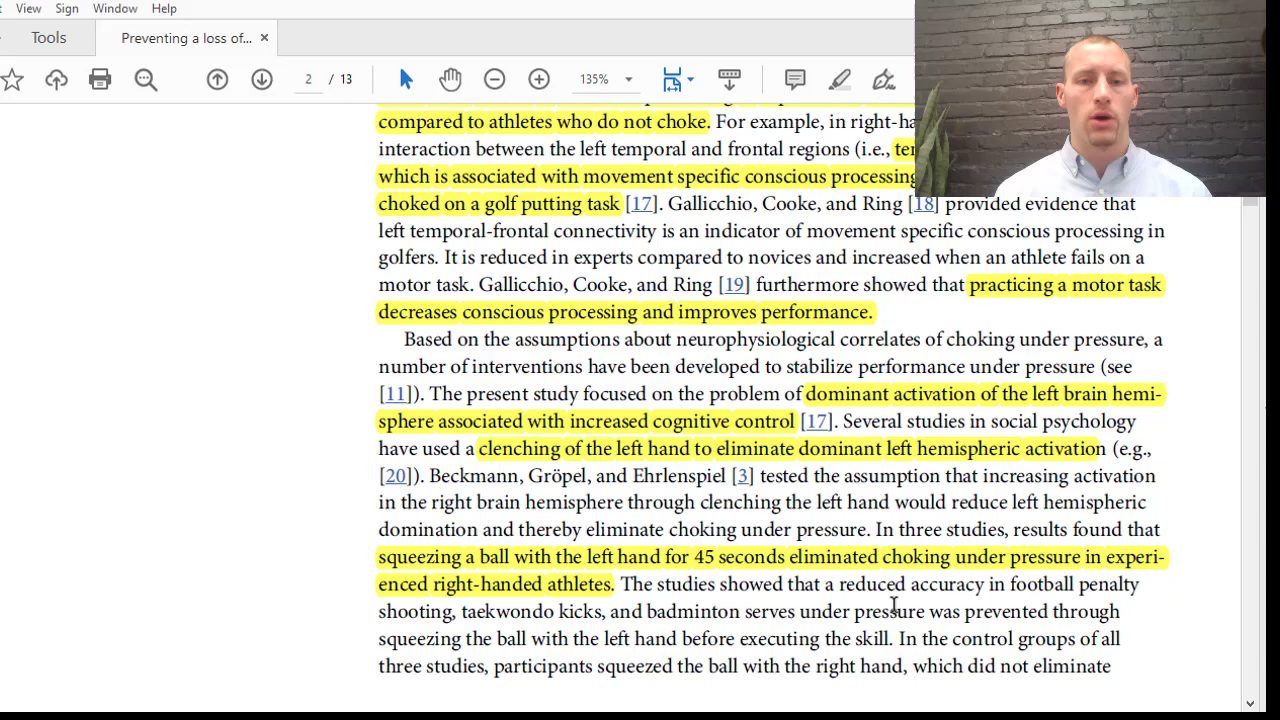 View Sign Window Help
Tools Preventing a loss of... ×
2 / 13 135%
compared to athletes who do not choke. For example, in right-ha
interaction between the left temporal and frontal regions (i.e., ter
which is associated with movement specific conscious processing
choked on a golf putting task [17]. Gallicchio, Cooke, and Ring [18] provided evidence that
left temporal-frontal connectivity is an indicator of movement specific conscious processing in
golfers. It is reduced in experts compared to novices and increased when an athlete fails on a
motor task. Gallicchio, Cooke, and Ring [19] furthermore showed that practicing a motor task
decreases conscious processing and improves performance.
Based on the assumptions about neurophysiological correlates of choking under pressure, a
number of interventions have been developed to stabilize performance under pressure (see
[11]). The present study focused on the problem of dominant activation of the left brain hemi-
sphere associated with increased cognitive control [17]. Several studies in social psychology
have used a clenching of the left hand to eliminate dominant left hemispheric activation (e.g.,
[20]). Beckmann, Gröpel, and Ehrlenspiel [3] tested the assumption that increasing activation
in the right brain hemisphere through clenching the left hand would reduce left hemispheric
domination and thereby eliminate choking under pressure. In three studies, results found that
squeezing a ball with the left hand for 45 seconds eliminated choking under pressure in experi-
enced right-handed athletes. The studies showed that a reduced accuracy in football penalty
shooting, taekwondo kicks, and badminton serves under pressure was prevented through
squeezing the ball with the left hand before executing the skill. In the control groups of all
three studies, participants squeezed the ball with the right hand, which did not eliminate